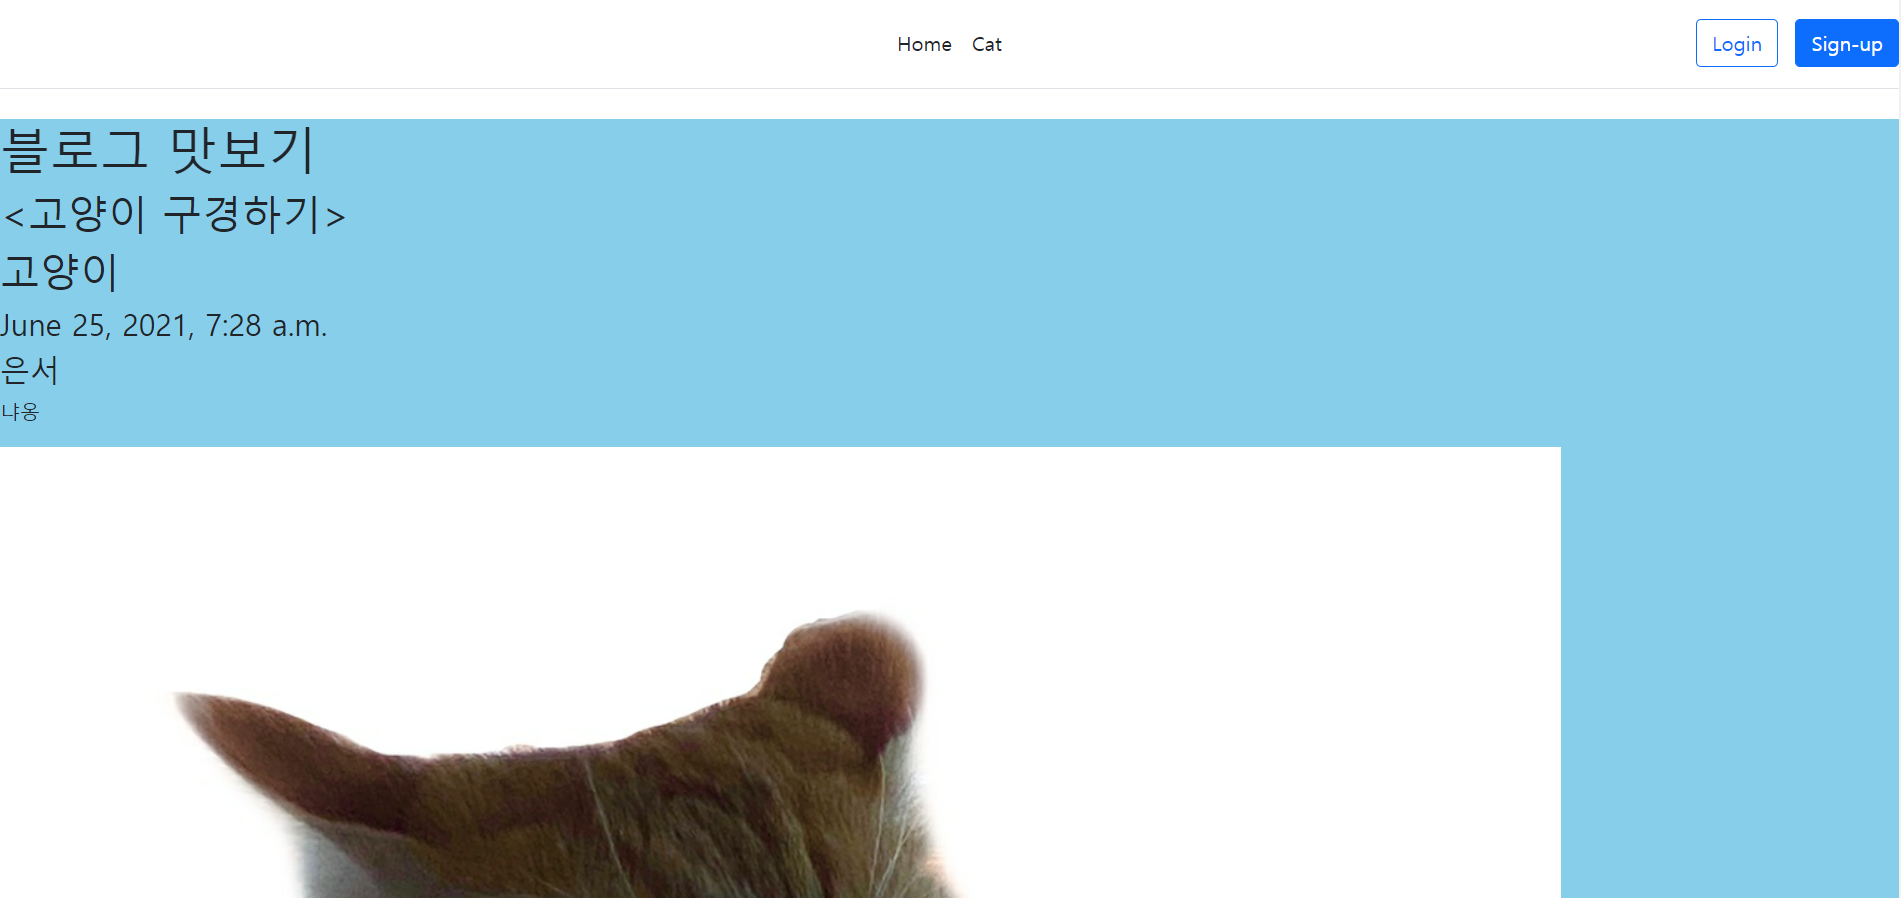 Home Cat Login Sign-up
블로그 맛보기
<고양이 구경하기>
고양이
June 25, 2021, 7:28 a.m.
은서
냐옹